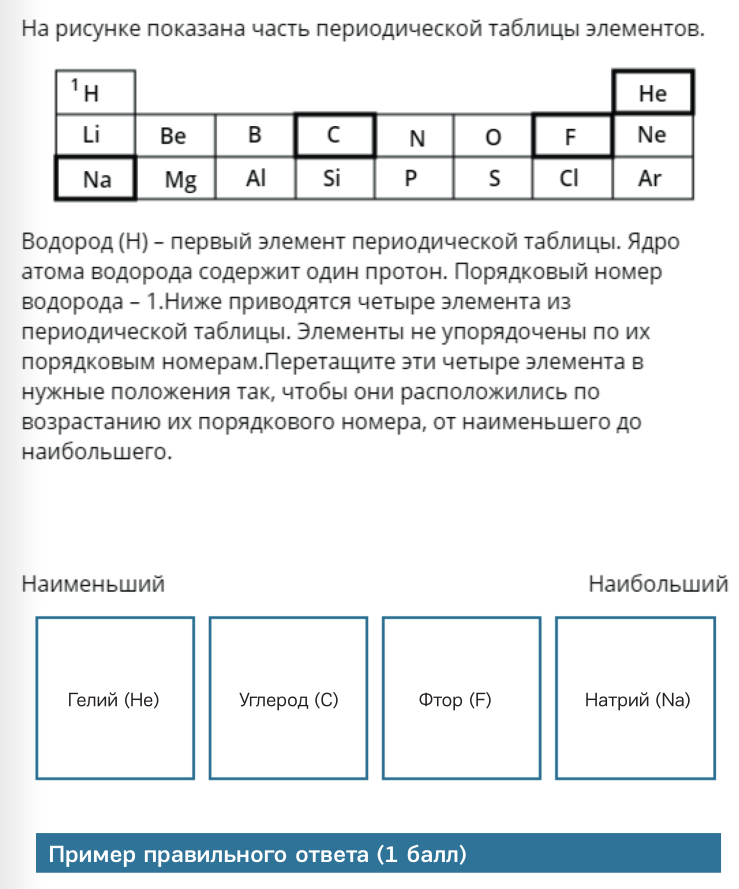 На рисунке показана часть периодической таблицы элементов.
1 H He
Li Be B C N O F Ne
Na Mg Al Si P S Cl Ar
Водород (H) – первый элемент периодической таблицы. Ядро
атома водорода содержит один протон. Порядковый номер
водорода – 1.Ниже приводятся четыре элемента из
периодической таблицы. Элементы не упорядочены по их
порядковым номерам.Перетащите эти четыре элемента в
нужные положения так, чтобы они расположились по
возрастанию их порядкового номера, от наименьшего до
наибольшего.
Наименьший Наибольший
Гелий (He) Углерод (C) Фтор (F) Натрий (Na)
Пример правильного ответа (1 балл)